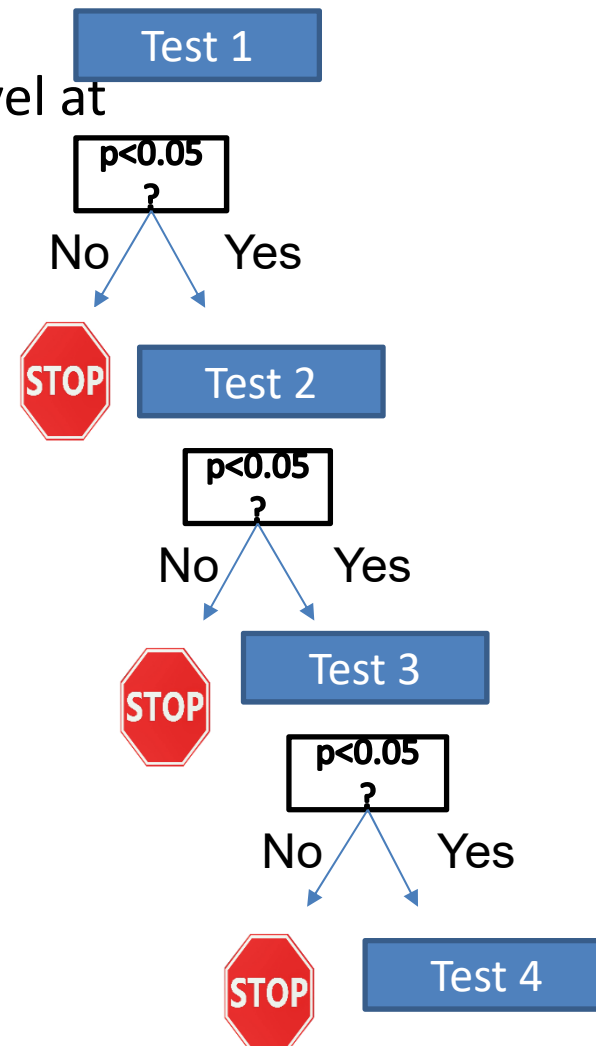 Test 1
vel at
p<0.05
?
No Yes
STOP
Test 2
p<0.05
?
No Yes
STOP
Test 3
p<0.05
?
No Yes
STOP
Test 4